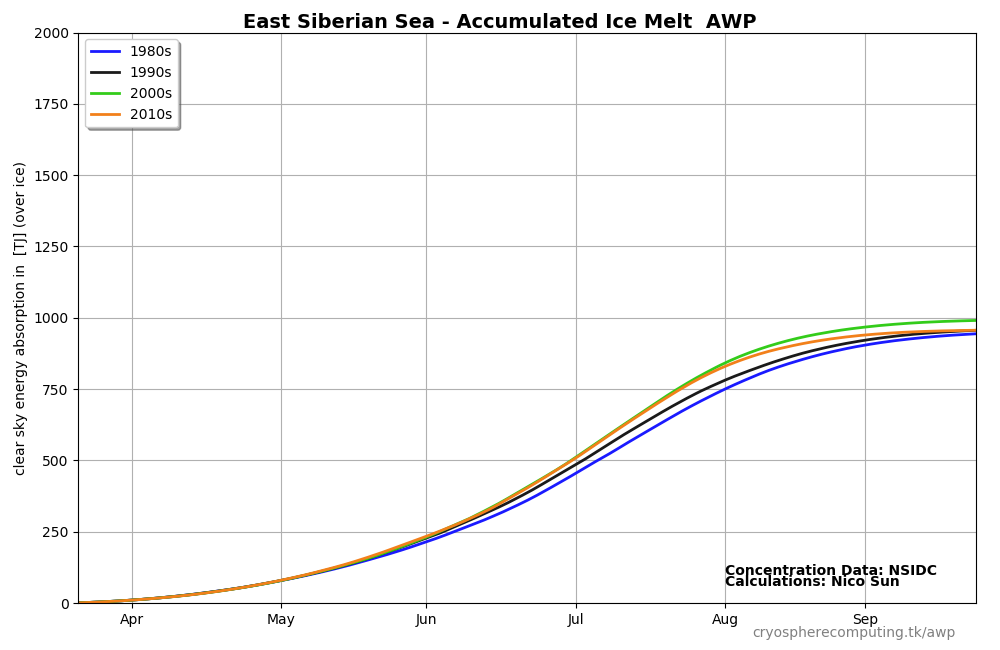 East Siberian Sea - Accumulated Ice Melt  AWP
2000
1750
1500
1250
1000
750
500
250
0
clear sky energy absorption in  [TJ] (over ice)
1980s
1990s
2000s
2010s
Concentration Data: NSIDC
Calculations: Nico Sun
Apr May Jun Jul Aug Sep
cryospherecomputing.tk/awp